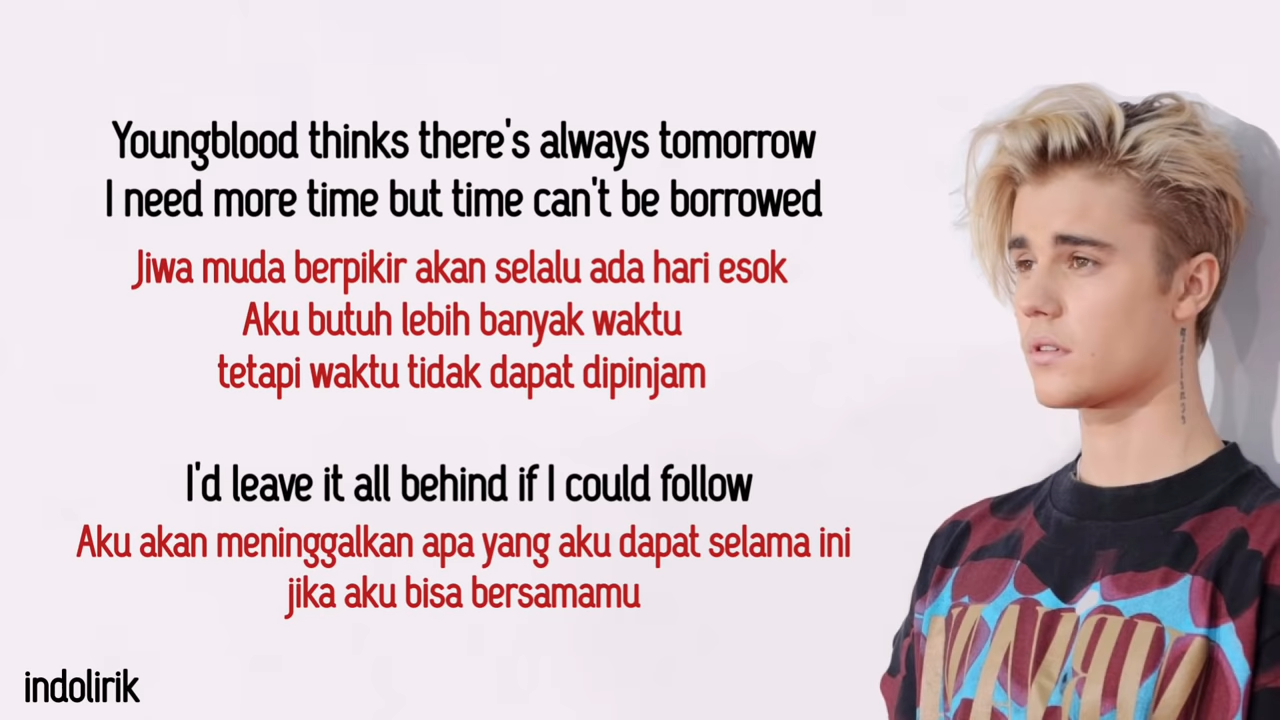 Youngblood thinks there's always tomorrow
I need more time but time can't be borrowed
Jiwa muda berpikir akan selalu ada hari esok
Aku butuh lebih banyak waktu
tetapi waktu tidak dapat dipinjam
I'd leave it all behind if I could follow
Aku akan meninggalkan apa yang aku dapat selama ini
jika aku bisa bersamamu
indolirik